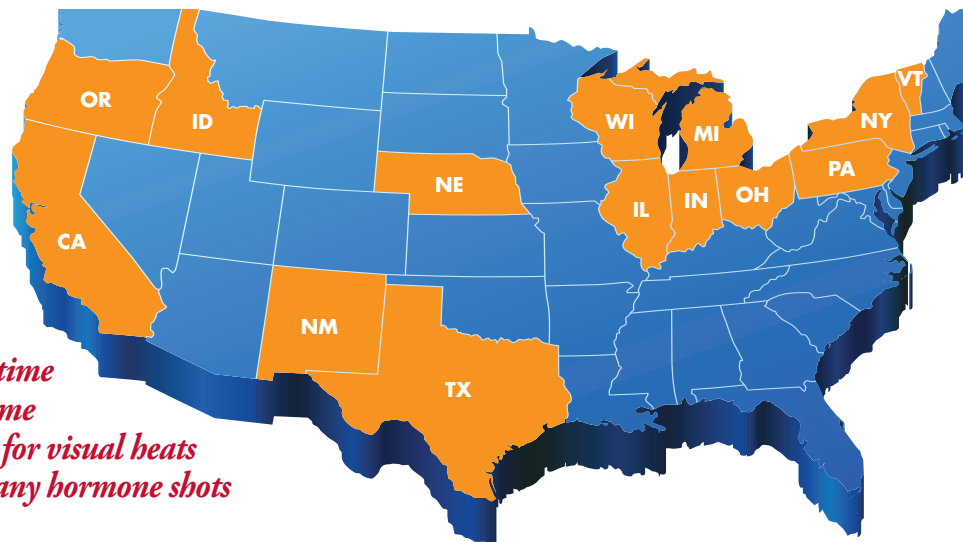 VT
OR
ID
WI
MI
NY
NE
IL
IN
OH
PA
CA
NM
TX
time
for visual heats
any hormone shots